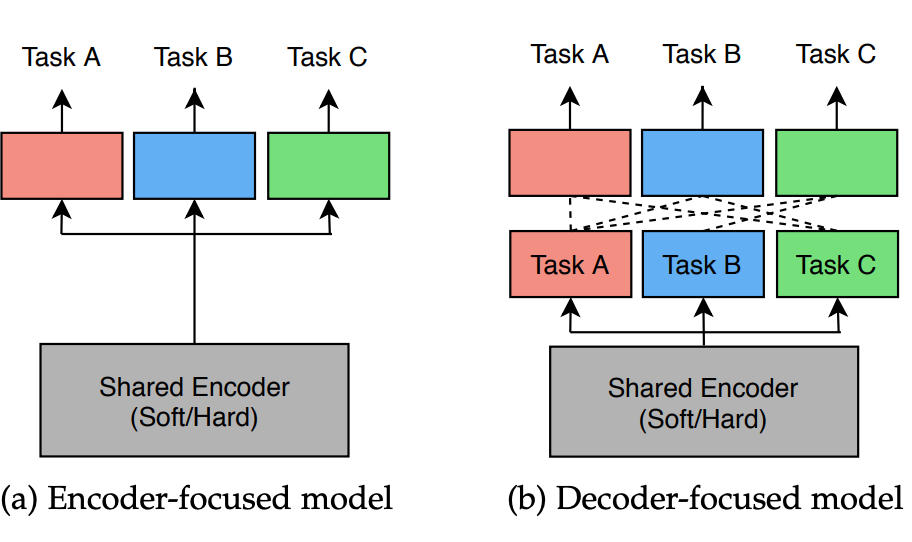 Task A Task B Task C
Shared Encoder
(Soft/Hard)
(a) Encoder-focused model
Task A Task B Task C
Task A Task B Task C
Shared Encoder
(Soft/Hard)
(b) Decoder-focused model